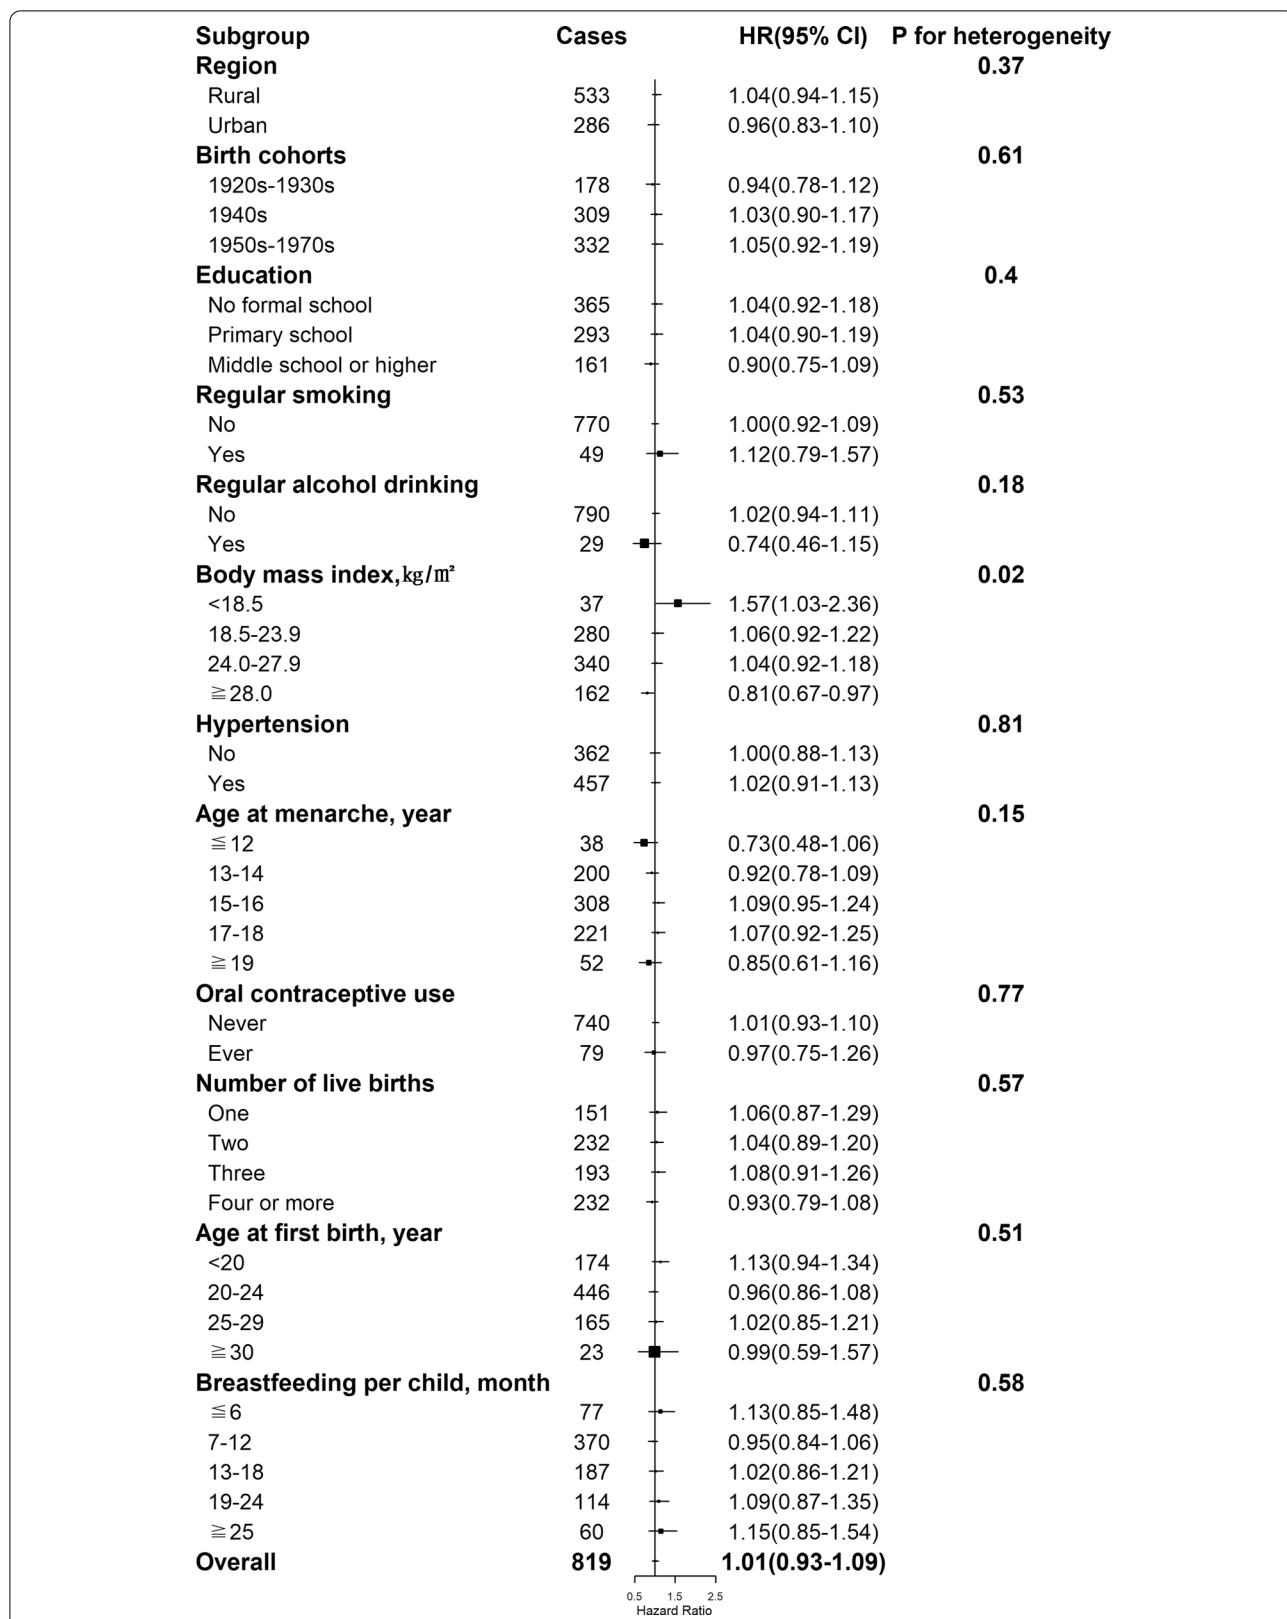 Subgroup Cases HR(95% CI) P for heterogeneity
Region 0.37
Rural 533 1.04(0.94-1.15)
Urban 286 0.96(0.83-1.10)
Birth cohorts 0.61
1920s-1930s 178 0.94(0.78-1.12)
1940s 309 1.03(0.90-1.17)
1950s-1970s 332 1.05(0.92-1.19)
Education 0.4
No formal school 365 1.04(0.92-1.18)
Primary school 293 1.04(0.90-1.19)
Middle school or higher 161 0.90(0.75-1.09)
Regular smoking 0.53
No 770 1.00(0.92-1.09)
Yes 49 1.12(0.79-1.57)
Regular alcohol drinking 0.18
No 790 1.02(0.94-1.11)
Yes 29 0.74(0.46-1.15)
Body mass index,㎏/㎡ 0.02
<18.5 37 1.57(1.03-2.36)
18.5-23.9 280 1.06(0.92-1.22)
24.0-27.9 340 1.04(0.92-1.18)
≧28.0 162 0.81(0.67-0.97)
Hypertension 0.81
No 362 1.00(0.88-1.13)
Yes 457 1.02(0.91-1.13)
Age at menarche, year 0.15
≦12 38 0.73(0.48-1.06)
13-14 200 0.92(0.78-1.09)
15-16 308 1.09(0.95-1.24)
17-18 221 1.07(0.92-1.25)
≧19 52 0.85(0.61-1.16)
Oral contraceptive use 0.77
Never 740 1.01(0.93-1.10)
Ever 79 0.97(0.75-1.26)
Number of live births 0.57
One 151 1.06(0.87-1.29)
Two 232 1.04(0.89-1.20)
Three 193 1.08(0.91-1.26)
Four or more 232 0.93(0.79-1.08)
Age at first birth, year 0.51
<20 174 1.13(0.94-1.34)
20-24 446 0.96(0.86-1.08)
25-29 165 1.02(0.85-1.21)
≧30 23 0.99(0.59-1.57)
Breastfeeding per child, month 0.58
≦6 77 1.13(0.85-1.48)
7-12 370 0.95(0.84-1.06)
13-18 187 1.02(0.86-1.21)
19-24 114 1.09(0.87-1.35)
≧25 60 1.15(0.85-1.54)
Overall 819 1.01(0.93-1.09)
0.5 1.5 2.5
Hazard Ratio